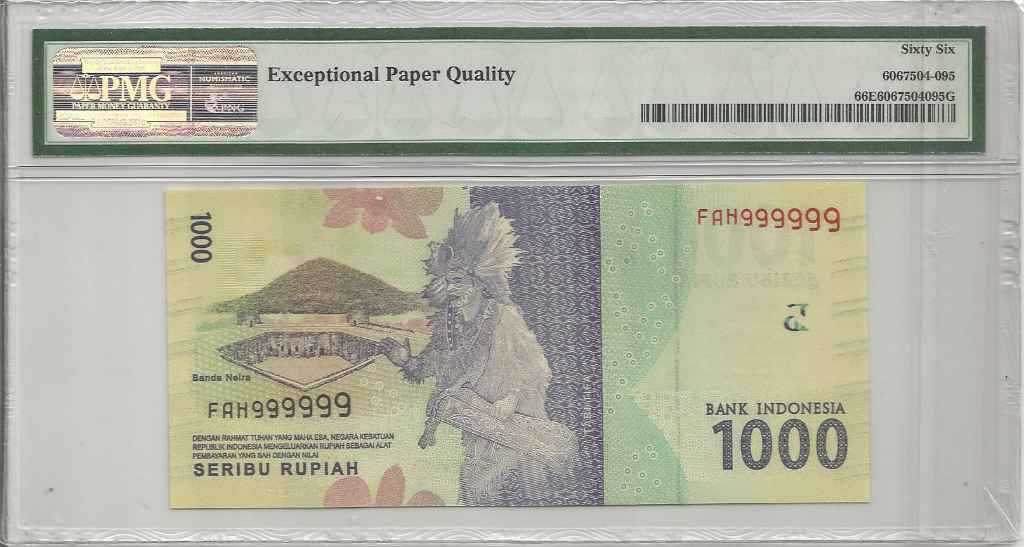 PMG
PAPER MONEY GUARANTY
NUMISMATIC
Exceptional Paper Quality
Sixty Six
6067504-095
66E6067504095G
1000
FAH999999
Banda Neira
FAH999999
DENGAN RAHMAT TUHAN YANG MAHA ESA, NEGARA KESATUAN
REPUBLIK INDONESIA MENGELUARKAN RUPIAH SEBAGAI ALAT
PEMBAYARAN YANG SAH DENGAN NILAI
SERIBU RUPIAH
BANK INDONESIA
1000